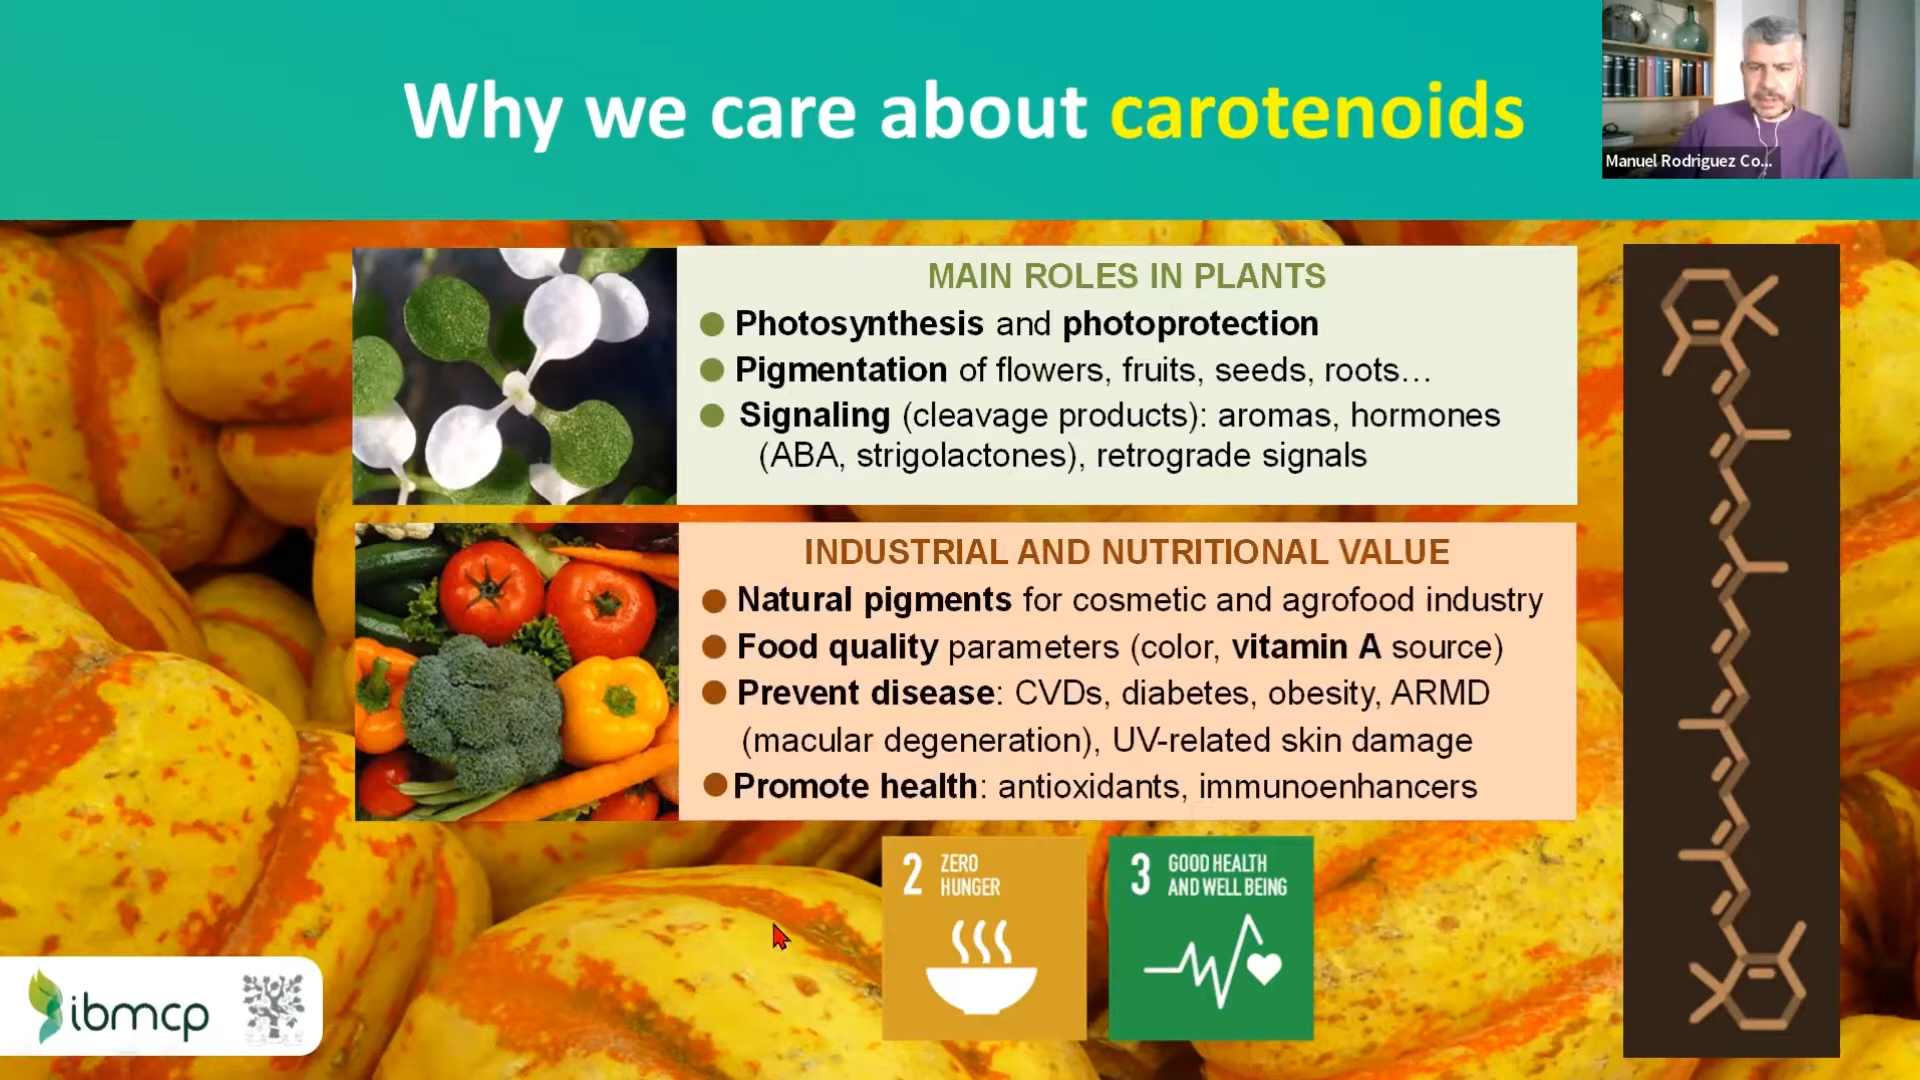 Why we care about carotenoids
Manuel Rodriguez Co...
MAIN ROLES IN PLANTS
Photosynthesis and photoprotection
Pigmentation of flowers, fruits, seeds, roots…
Signaling (cleavage products): aromas, hormones
(ABA, strigolactones), retrograde signals
INDUSTRIAL AND NUTRITIONAL VALUE
Natural pigments for cosmetic and agrofood industry
Food quality parameters (color, vitamin A source)
Prevent disease: CVDs, diabetes, obesity, ARMD
(macular degeneration), UV-related skin damage
Promote health: antioxidants, immunoenhancers
2 ZERO
HUNGER
3 GOOD HEALTH
AND WELL BEING
ibmcp